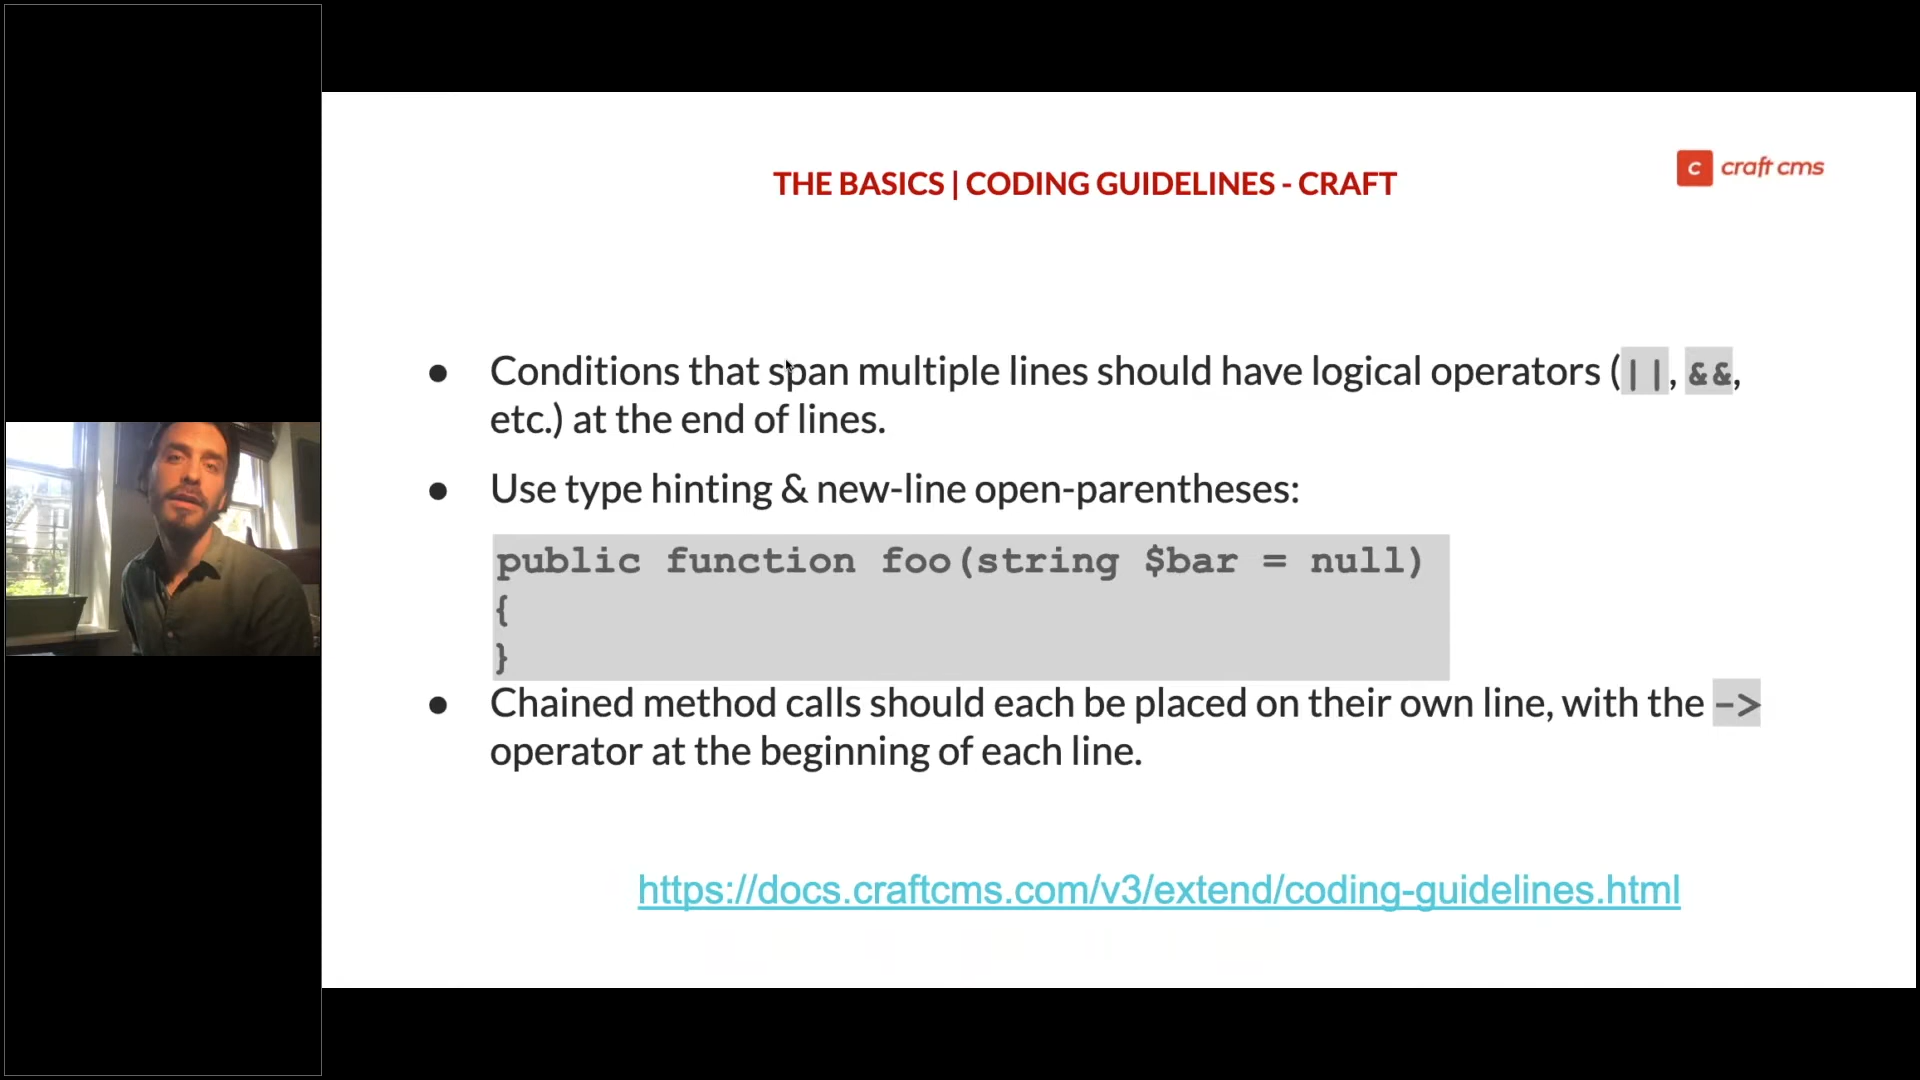 THE BASICS | CODING GUIDELINES - CRAFT
c craft cms
● Conditions that span multiple lines should have logical operators (||, &&,
etc.) at the end of lines.
● Use type hinting & new-line open-parentheses:
public function foo(string $bar = null)
{
}
● Chained method calls should each be placed on their own line, with the ->
operator at the beginning of each line.
https://docs.craftcms.com/v3/extend/coding-guidelines.html